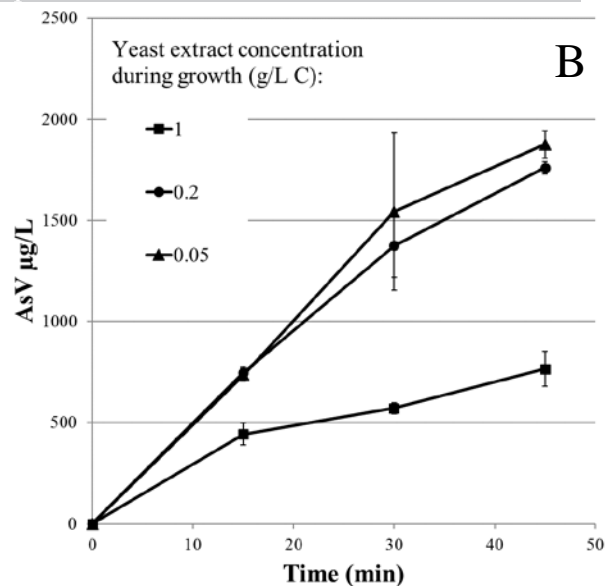 2500
2000
1500
1000
500
0
AsV µg/L
Yeast extract concentration
during growth (g/L C):
1
0.2
0.05
B
0 10 20 30 40 50
Time (min)